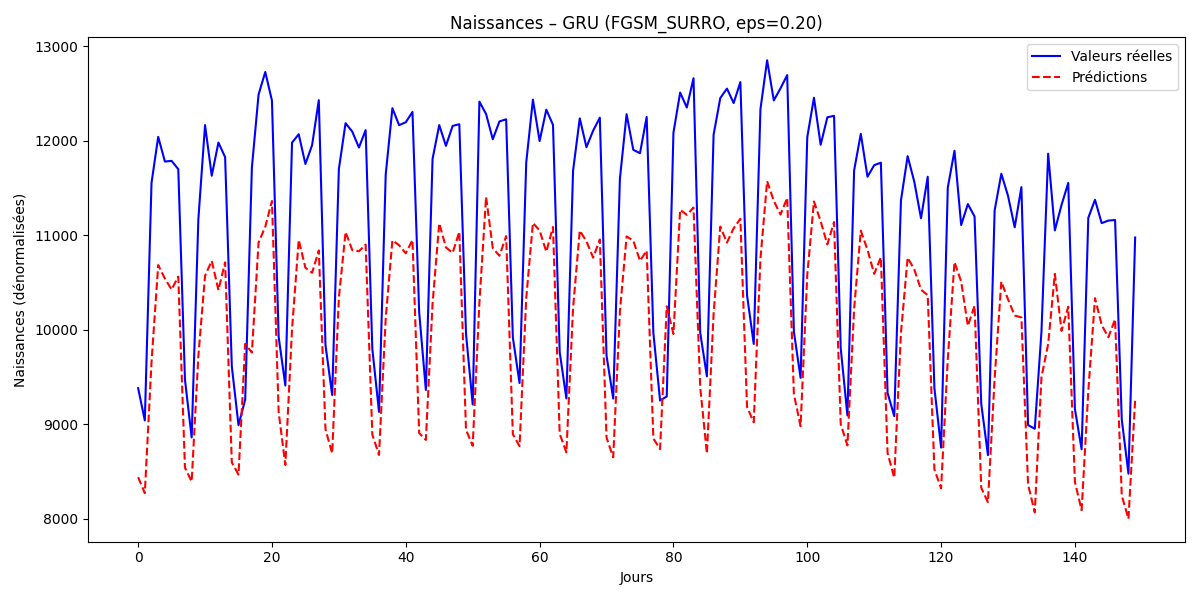 Naissances – GRU (FGSM_SURRO, eps=0.20)
Valeurs réelles
Prédictions
Naissances (dénormalisées)
13000
12000
11000
10000
9000
8000
0 20 40 60 80 100 120 140
Jours